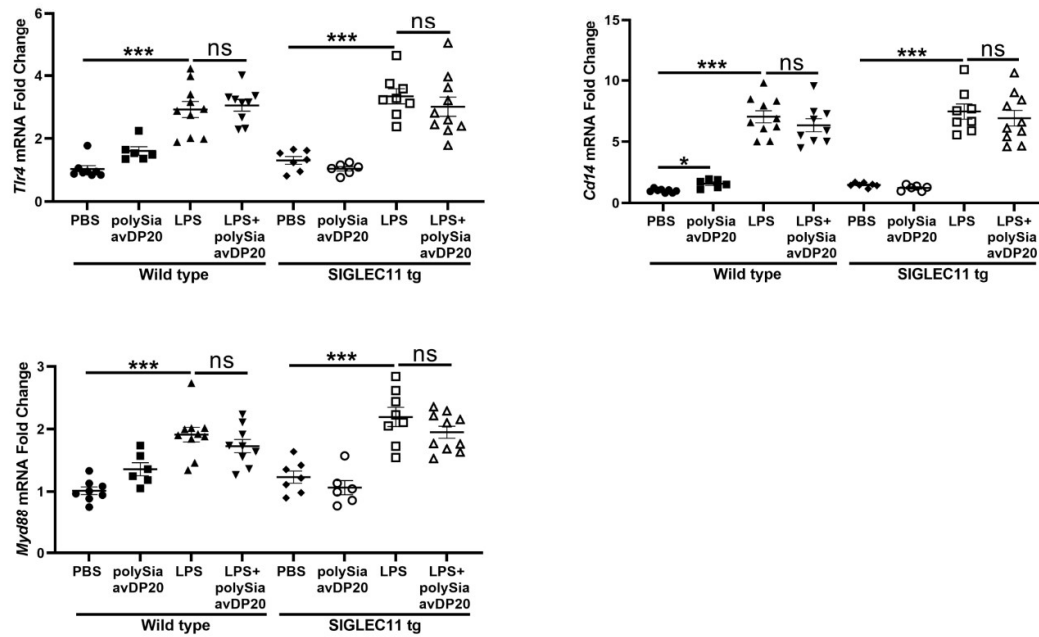 Tlr4 mRNA Fold Change
6
4
2
0
*** ns *** ns
PBS polySia avDP20 LPS LPS+ polySia avDP20 PBS polySia avDP20 LPS LPS+ polySia avDP20
Wild type SIGLEC11 tg
Cd14 mRNA Fold Change
15
10
5
0
*** ns *** ns
*
PBS polySia avDP20 LPS LPS+ polySia avDP20 PBS polySia avDP20 LPS LPS+ polySia avDP20
Wild type SIGLEC11 tg
Myd88 mRNA Fold Change
3
2
1
0
*** ns *** ns
PBS polySia avDP20 LPS LPS+ polySia avDP20 PBS polySia avDP20 LPS LPS+ polySia avDP20
Wild type SIGLEC11 tg